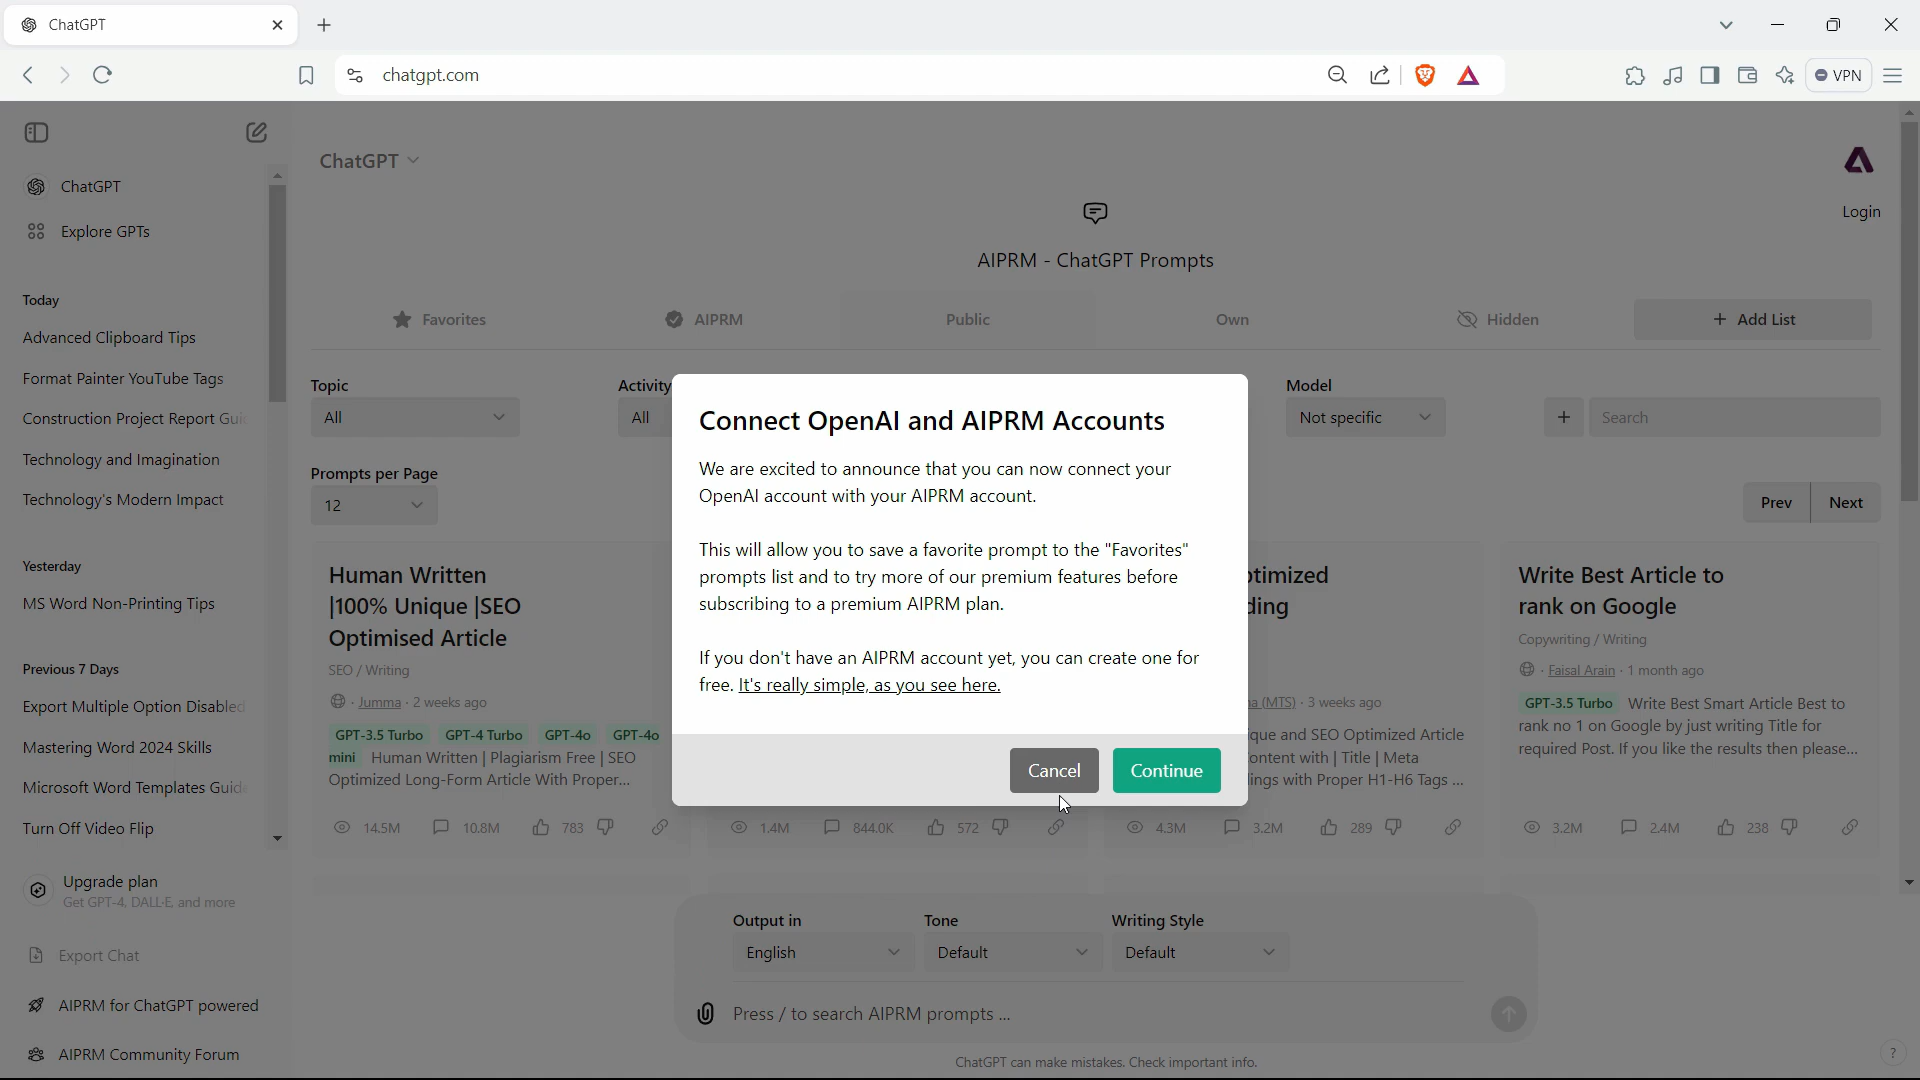 ChatGPT
chatgpt.com
VPN
ChatGPT
Explore GPTs
Today
Advanced Clipboard Tips
Format Painter YouTube Tags
Construction Project Report Gui
Technology and Imagination
Technology's Modern Impact
Yesterday
MS Word Non-Printing Tips
Previous 7 Days
Export Multiple Option Disabled
Mastering Word 2024 Skills
Microsoft Word Templates Guid
Turn Off Video Flip
Upgrade plan
Get GPT-4, DALL·E, and more
Export Chat
AIPRM for ChatGPT powered
AIPRM Community Forum
ChatGPT
Login
AIPRM - ChatGPT Prompts
Favorites
AIPRM
Public
Own
Hidden
+ Add List
Topic
All
Activity
All
Model
Not specific
+
Search
Prompts per Page
12
Prev
Next
Human Written
|100% Unique |SEO
Optimised Article
SEO / Writing
· Jumma · 2 weeks ago
GPT-3.5 Turbo GPT-4 Turbo GPT-4o GPT-4o
mini Human Written | Plagiarism Free | SEO
Optimized Long-Form Article With Proper...
14.5M 10.8M 783
Connect OpenAI and AIPRM Accounts
We are excited to announce that you can now connect your
OpenAI account with your AIPRM account.
This will allow you to save a favorite prompt to the "Favorites"
prompts list and to try more of our premium features before
subscribing to a premium AIPRM plan.
If you don't have an AIPRM account yet, you can create one for
free. It's really simple, as you see here.
Cancel
Continue
1.4M 844.0K 572
timized
ding
a (MTS) · 3 weeks ago
ique and SEO Optimized Article
ontent with | Title | Meta
ings with Proper H1-H6 Tags ...
4.3M 3.2M 289
Write Best Article to
rank on Google
Copywriting / Writing
· Faisal Arain · 1 month ago
GPT-3.5 Turbo Write Best Smart Article Best to
rank no 1 on Google by just writing Title for
required Post. If you like the results then please...
3.2M 2.4M 238
Output in
English
Tone
Default
Writing Style
Default
Press / to search AIPRM prompts ...
ChatGPT can make mistakes. Check important info.
?